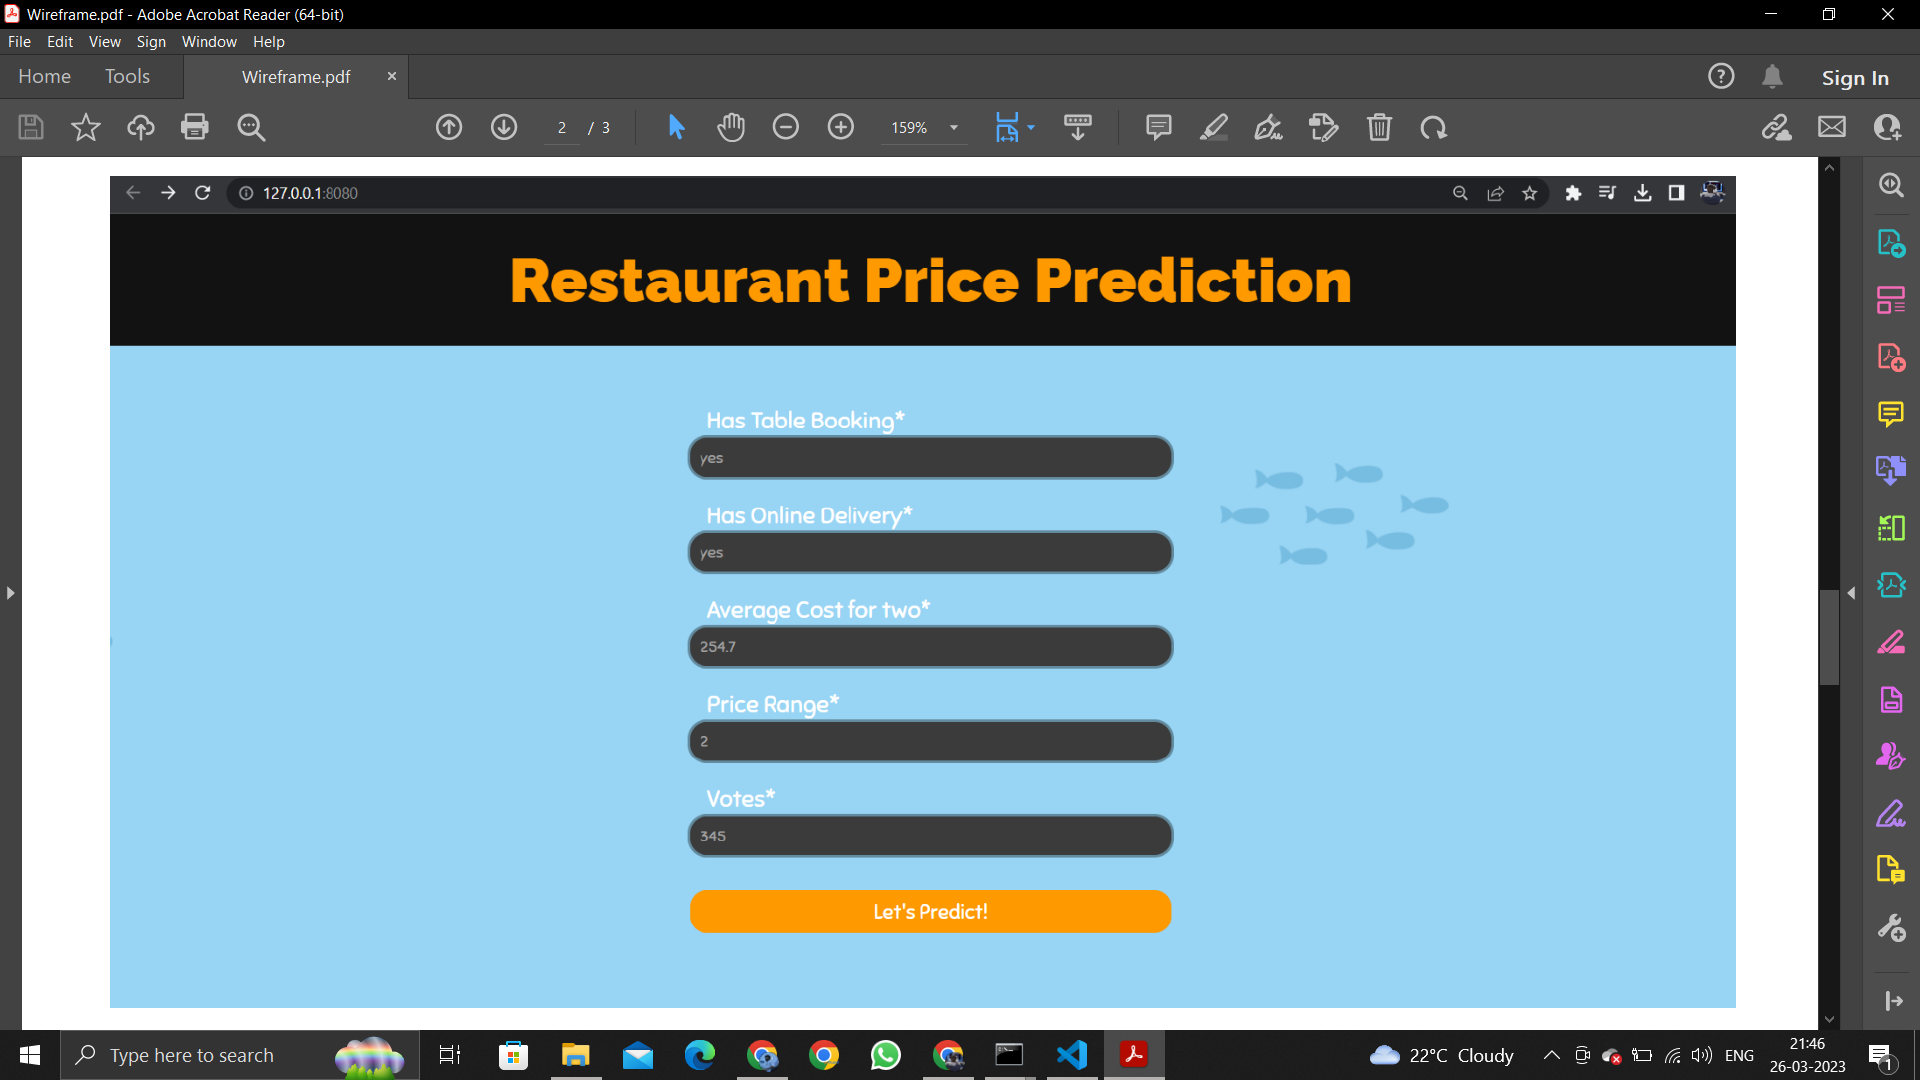 Wireframe.pdf - Adobe Acrobat Reader (64-bit)
File Edit View Sign Window Help
Home Tools Wireframe.pdf × Sign In
2 / 3 159%
127.0.0.1:8080
Restaurant Price Prediction
Has Table Booking*
yes
Has Online Delivery*
yes
Average Cost for two*
254.7
Price Range*
2
Votes*
345
Let's Predict!
Type here to search
22°C Cloudy
ENG
21:46
26-03-2023
1